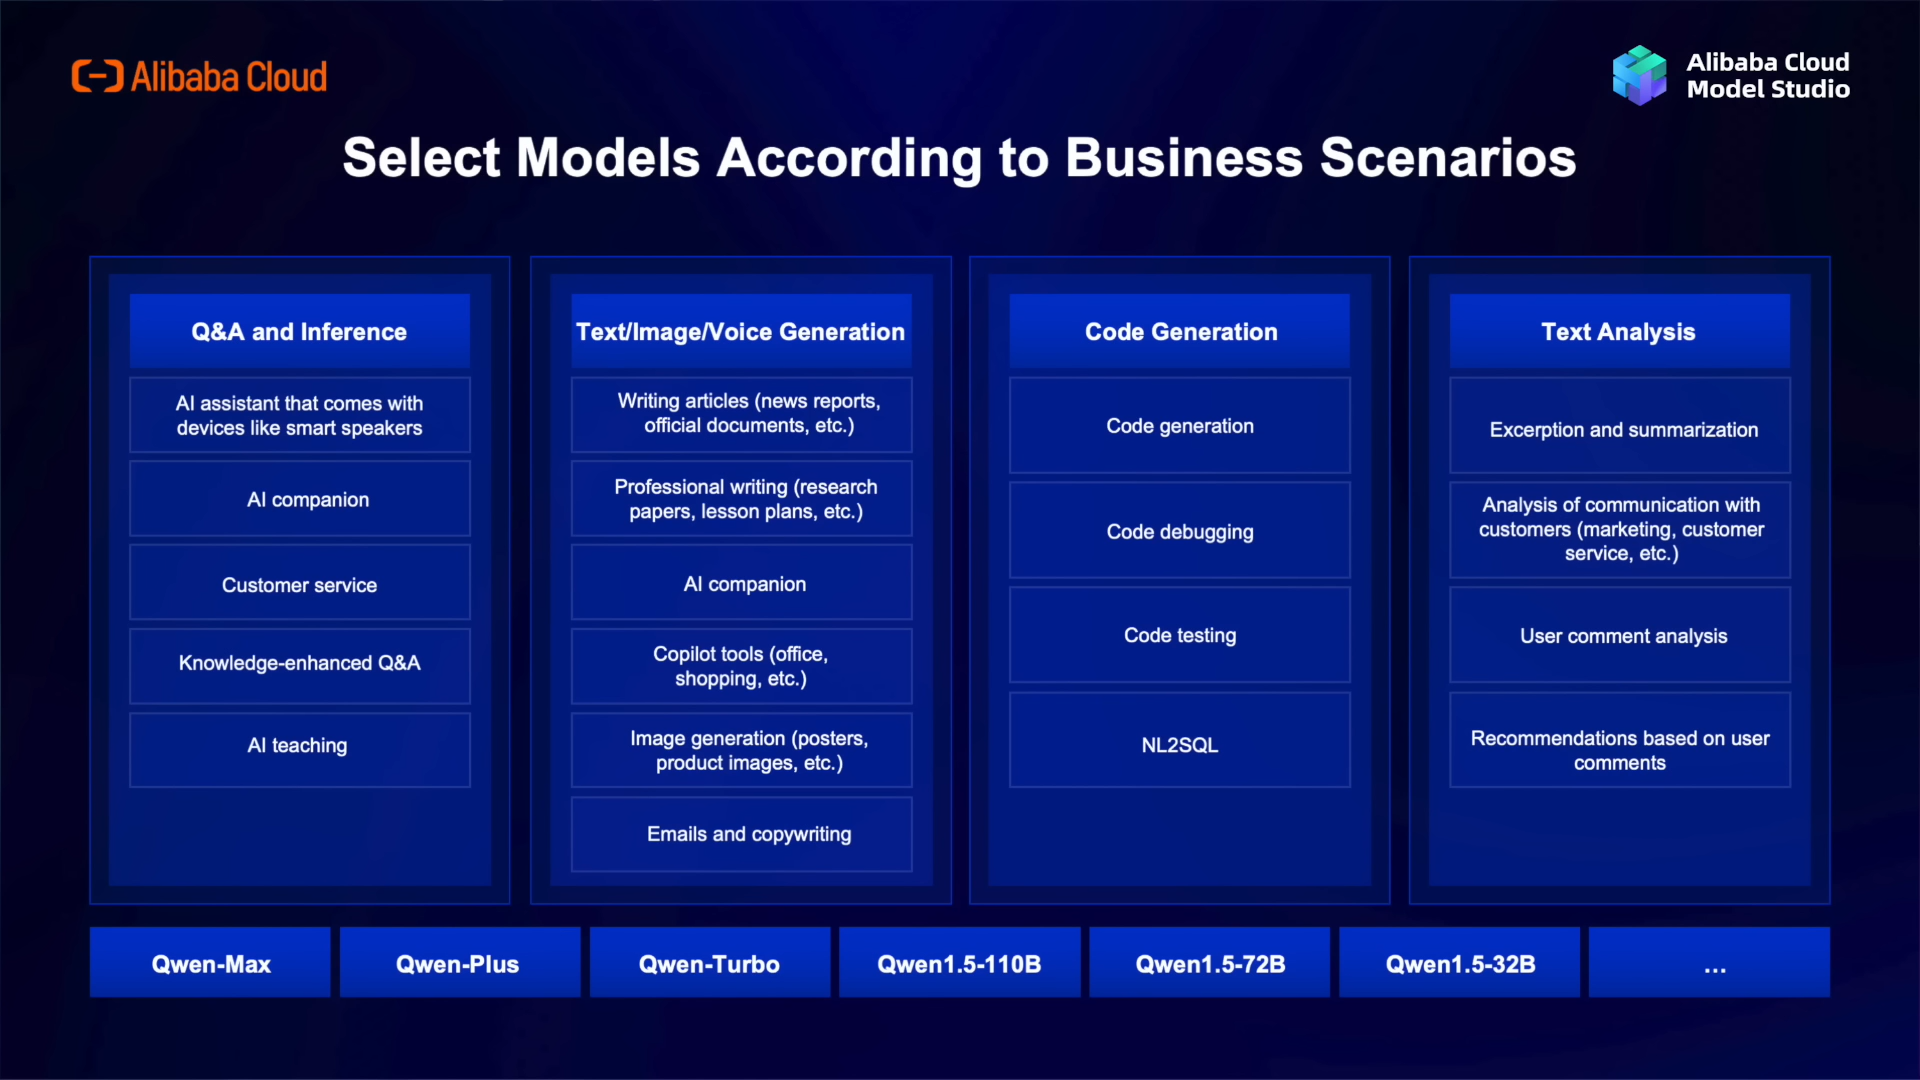 Alibaba Cloud
Alibaba Cloud
Model Studio
Select Models According to Business Scenarios
Q&A and Inference
AI assistant that comes with
devices like smart speakers
AI companion
Customer service
Knowledge-enhanced Q&A
AI teaching
Text/Image/Voice Generation
Writing articles (news reports,
official documents, etc.)
Professional writing (research
papers, lesson plans, etc.)
AI companion
Copilot tools (office,
shopping, etc.)
Image generation (posters,
product images, etc.)
Emails and copywriting
Code Generation
Code generation
Code debugging
Code testing
NL2SQL
Text Analysis
Excerption and summarization
Analysis of communication with
customers (marketing, customer
service, etc.)
User comment analysis
Recommendations based on user
comments
Qwen-Max
Qwen-Plus
Qwen-Turbo
Qwen1.5-110B
Qwen1.5-72B
Qwen1.5-32B
...